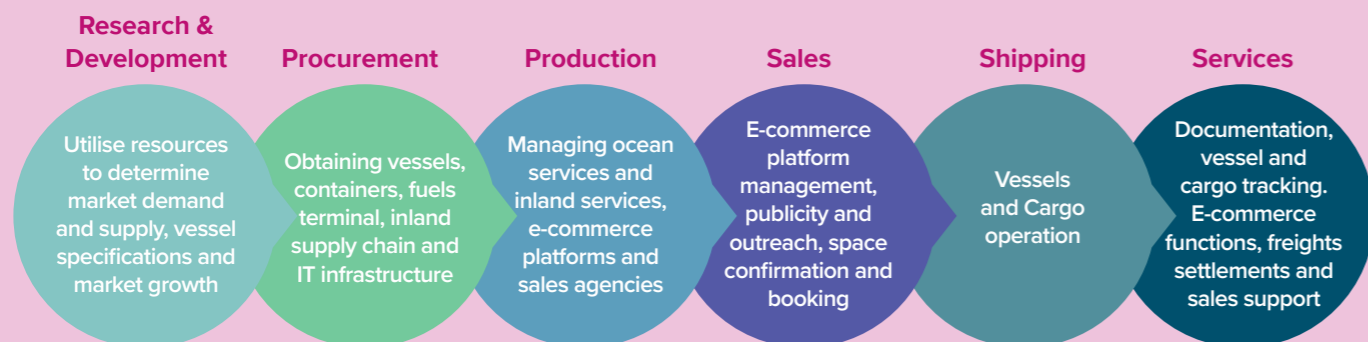 Research &
Development
Utilise resources
to determine
market demand
and supply, vessel
specifications and
market growth
Procurement
Obtaining vessels,
containers, fuels
terminal, inland
supply chain and
IT infrastructure
Production
Managing ocean
services and
inland services,
e-commerce
platforms and
sales agencies
Sales
E-commerce
platform
management,
publicity and
outreach, space
confirmation and
booking
Shipping
Vessels
and Cargo
operation
Services
Documentation,
vessel and
cargo tracking.
E-commerce
functions, freights
settlements and
sales support